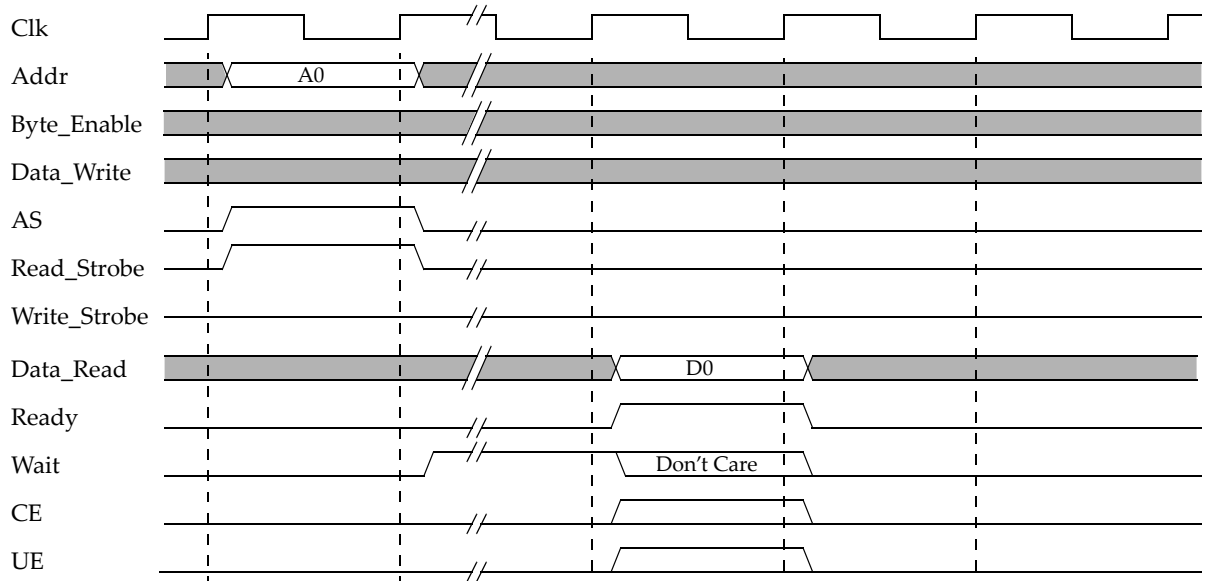 Clk
Addr A0
Byte_Enable
Data_Write
AS
Read_Strobe
Write_Strobe
Data_Read D0
Ready
Wait Don't Care
CE
UE